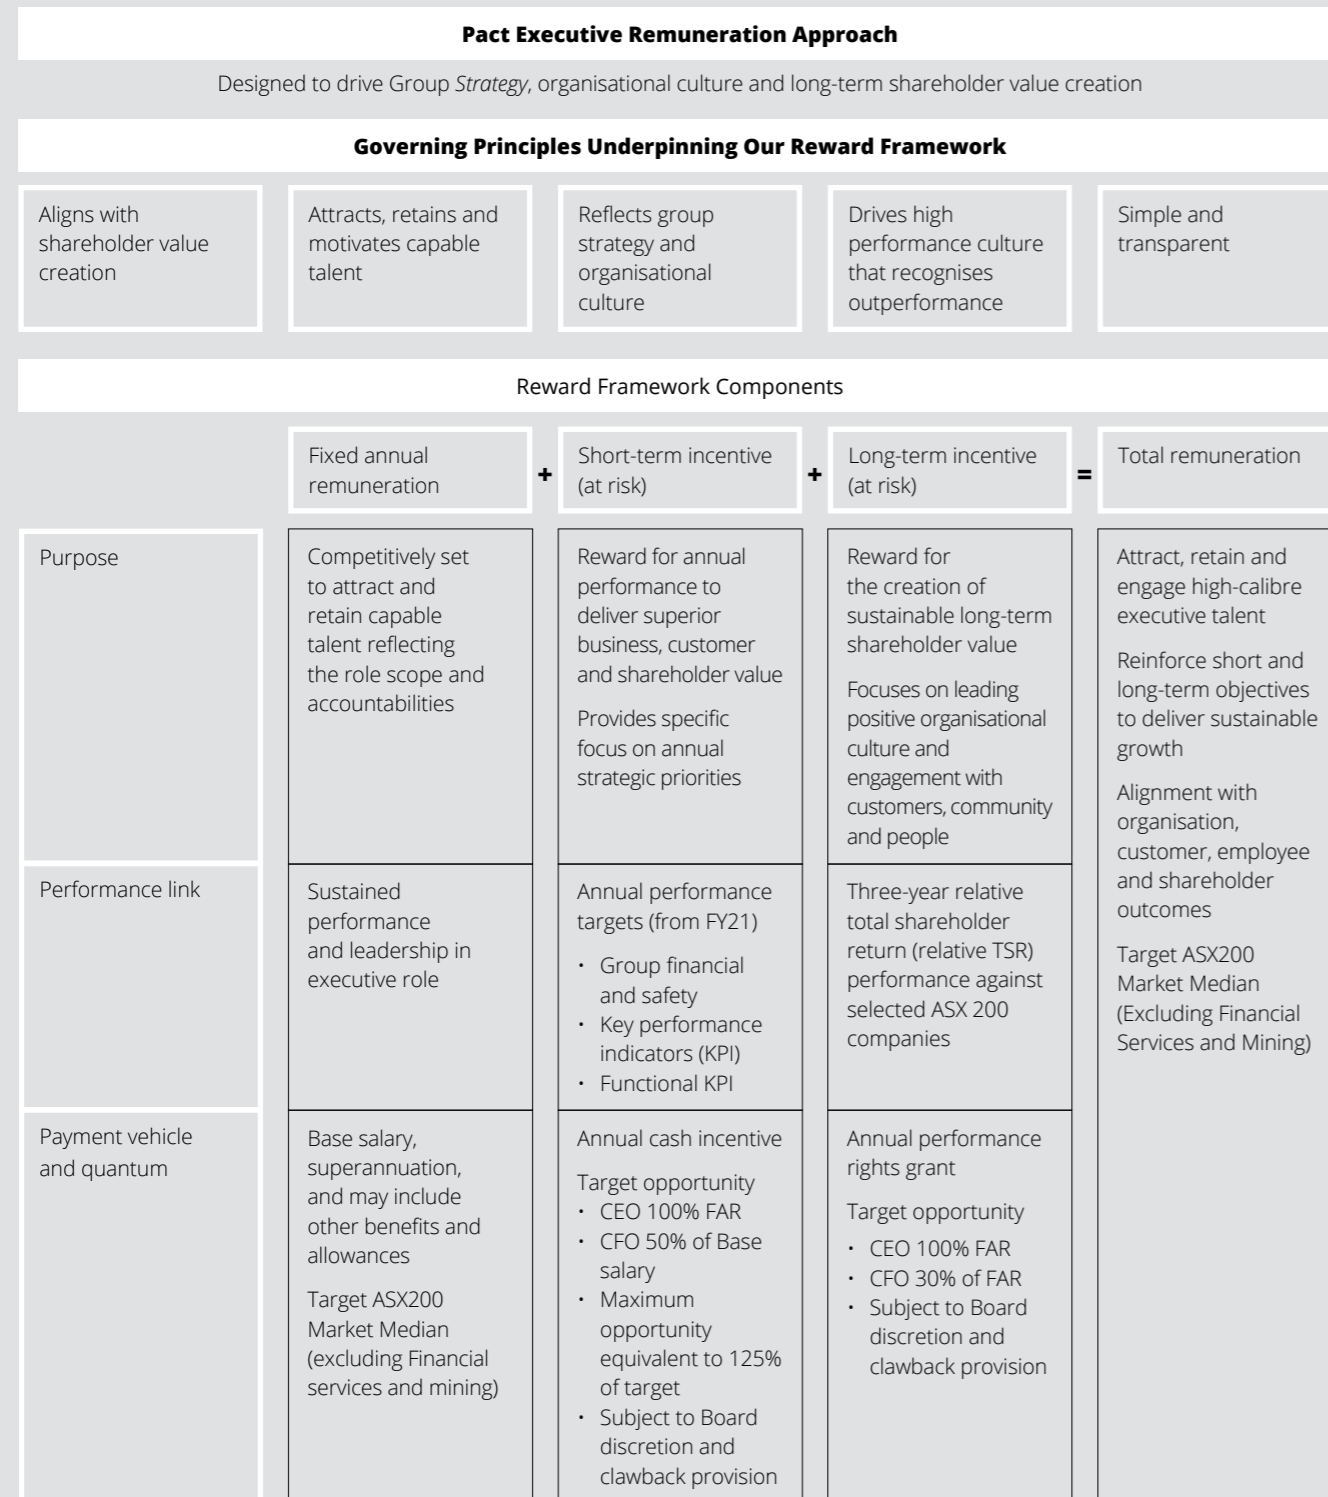 Pact Executive Remuneration Approach
Designed to drive Group Strategy, organisational culture and long-term shareholder value creation
Governing Principles Underpinning Our Reward Framework
Aligns with
shareholder value
creation
Attracts, retains and
motivates capable
talent
Reflects group
strategy and
organisational
culture
Drives high
performance culture
that recognises
outperformance
Simple and
transparent
Reward Framework Components
Fixed annual
remuneration
+
Short-term incentive
(at risk)
+
Long-term incentive
(at risk)
=
Total remuneration
Purpose
Competitively set
to attract and
retain capable
talent reflecting
the role scope and
accountabilities
Reward for annual
performance to
deliver superior
business, customer
and shareholder value
Provides specific
focus on annual
strategic priorities
Reward for
the creation of
sustainable long-term
shareholder value
Focuses on leading
positive organisational
culture and
engagement with
customers, community
and people
Attract, retain and
engage high-calibre
executive talent
Reinforce short and
long-term objectives
to deliver sustainable
growth
Alignment with
organisation,
customer, employee
and shareholder
outcomes
Target ASX200
Market Median
(Excluding Financial
Services and Mining)
Performance link
Sustained
performance
and leadership in
executive role
Annual performance
targets (from FY21)
• Group financial
and safety
• Key performance
indicators (KPI)
• Functional KPI
Three-year relative
total shareholder
return (relative TSR)
performance against
selected ASX 200
companies
Payment vehicle
and quantum
Base salary,
superannuation,
and may include
other benefits and
allowances
Target ASX200
Market Median
(excluding Financial
services and mining)
Annual cash incentive
Target opportunity
• CEO 100% FAR
• CFO 50% of Base
salary
• Maximum
opportunity
equivalent to 125%
of target
• Subject to Board
discretion and
clawback provision
Annual performance
rights grant
Target opportunity
• CEO 100% FAR
• CFO 30% of FAR
• Subject to Board
discretion and
clawback provision